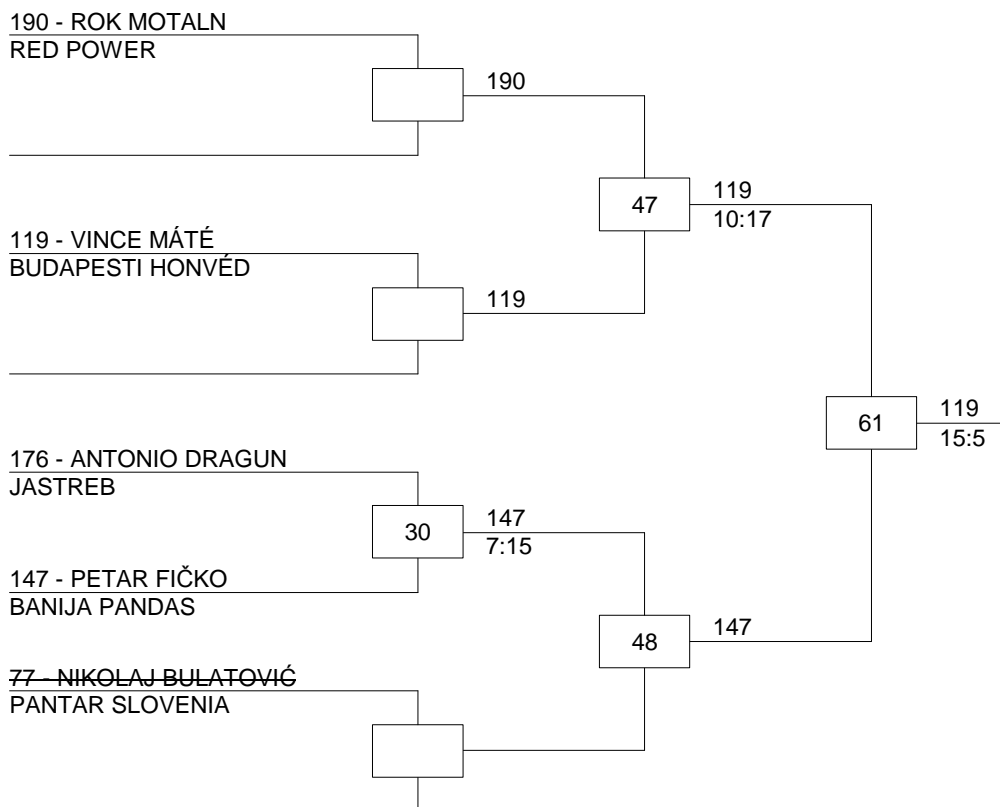 190 - ROK MOTALN
RED POWER
190
119 - VINCE MÁTÉ
BUDAPESTI HONVÉD
119
47
119
10:17
176 - ANTONIO DRAGUN
JASTREB
30
147
7:15
147 - PETAR FIČKO
BANIJA PANDAS
77 - NIKOLAJ BULATOVIĆ
PANTAR SLOVENIA
48
147
61
119
15:5